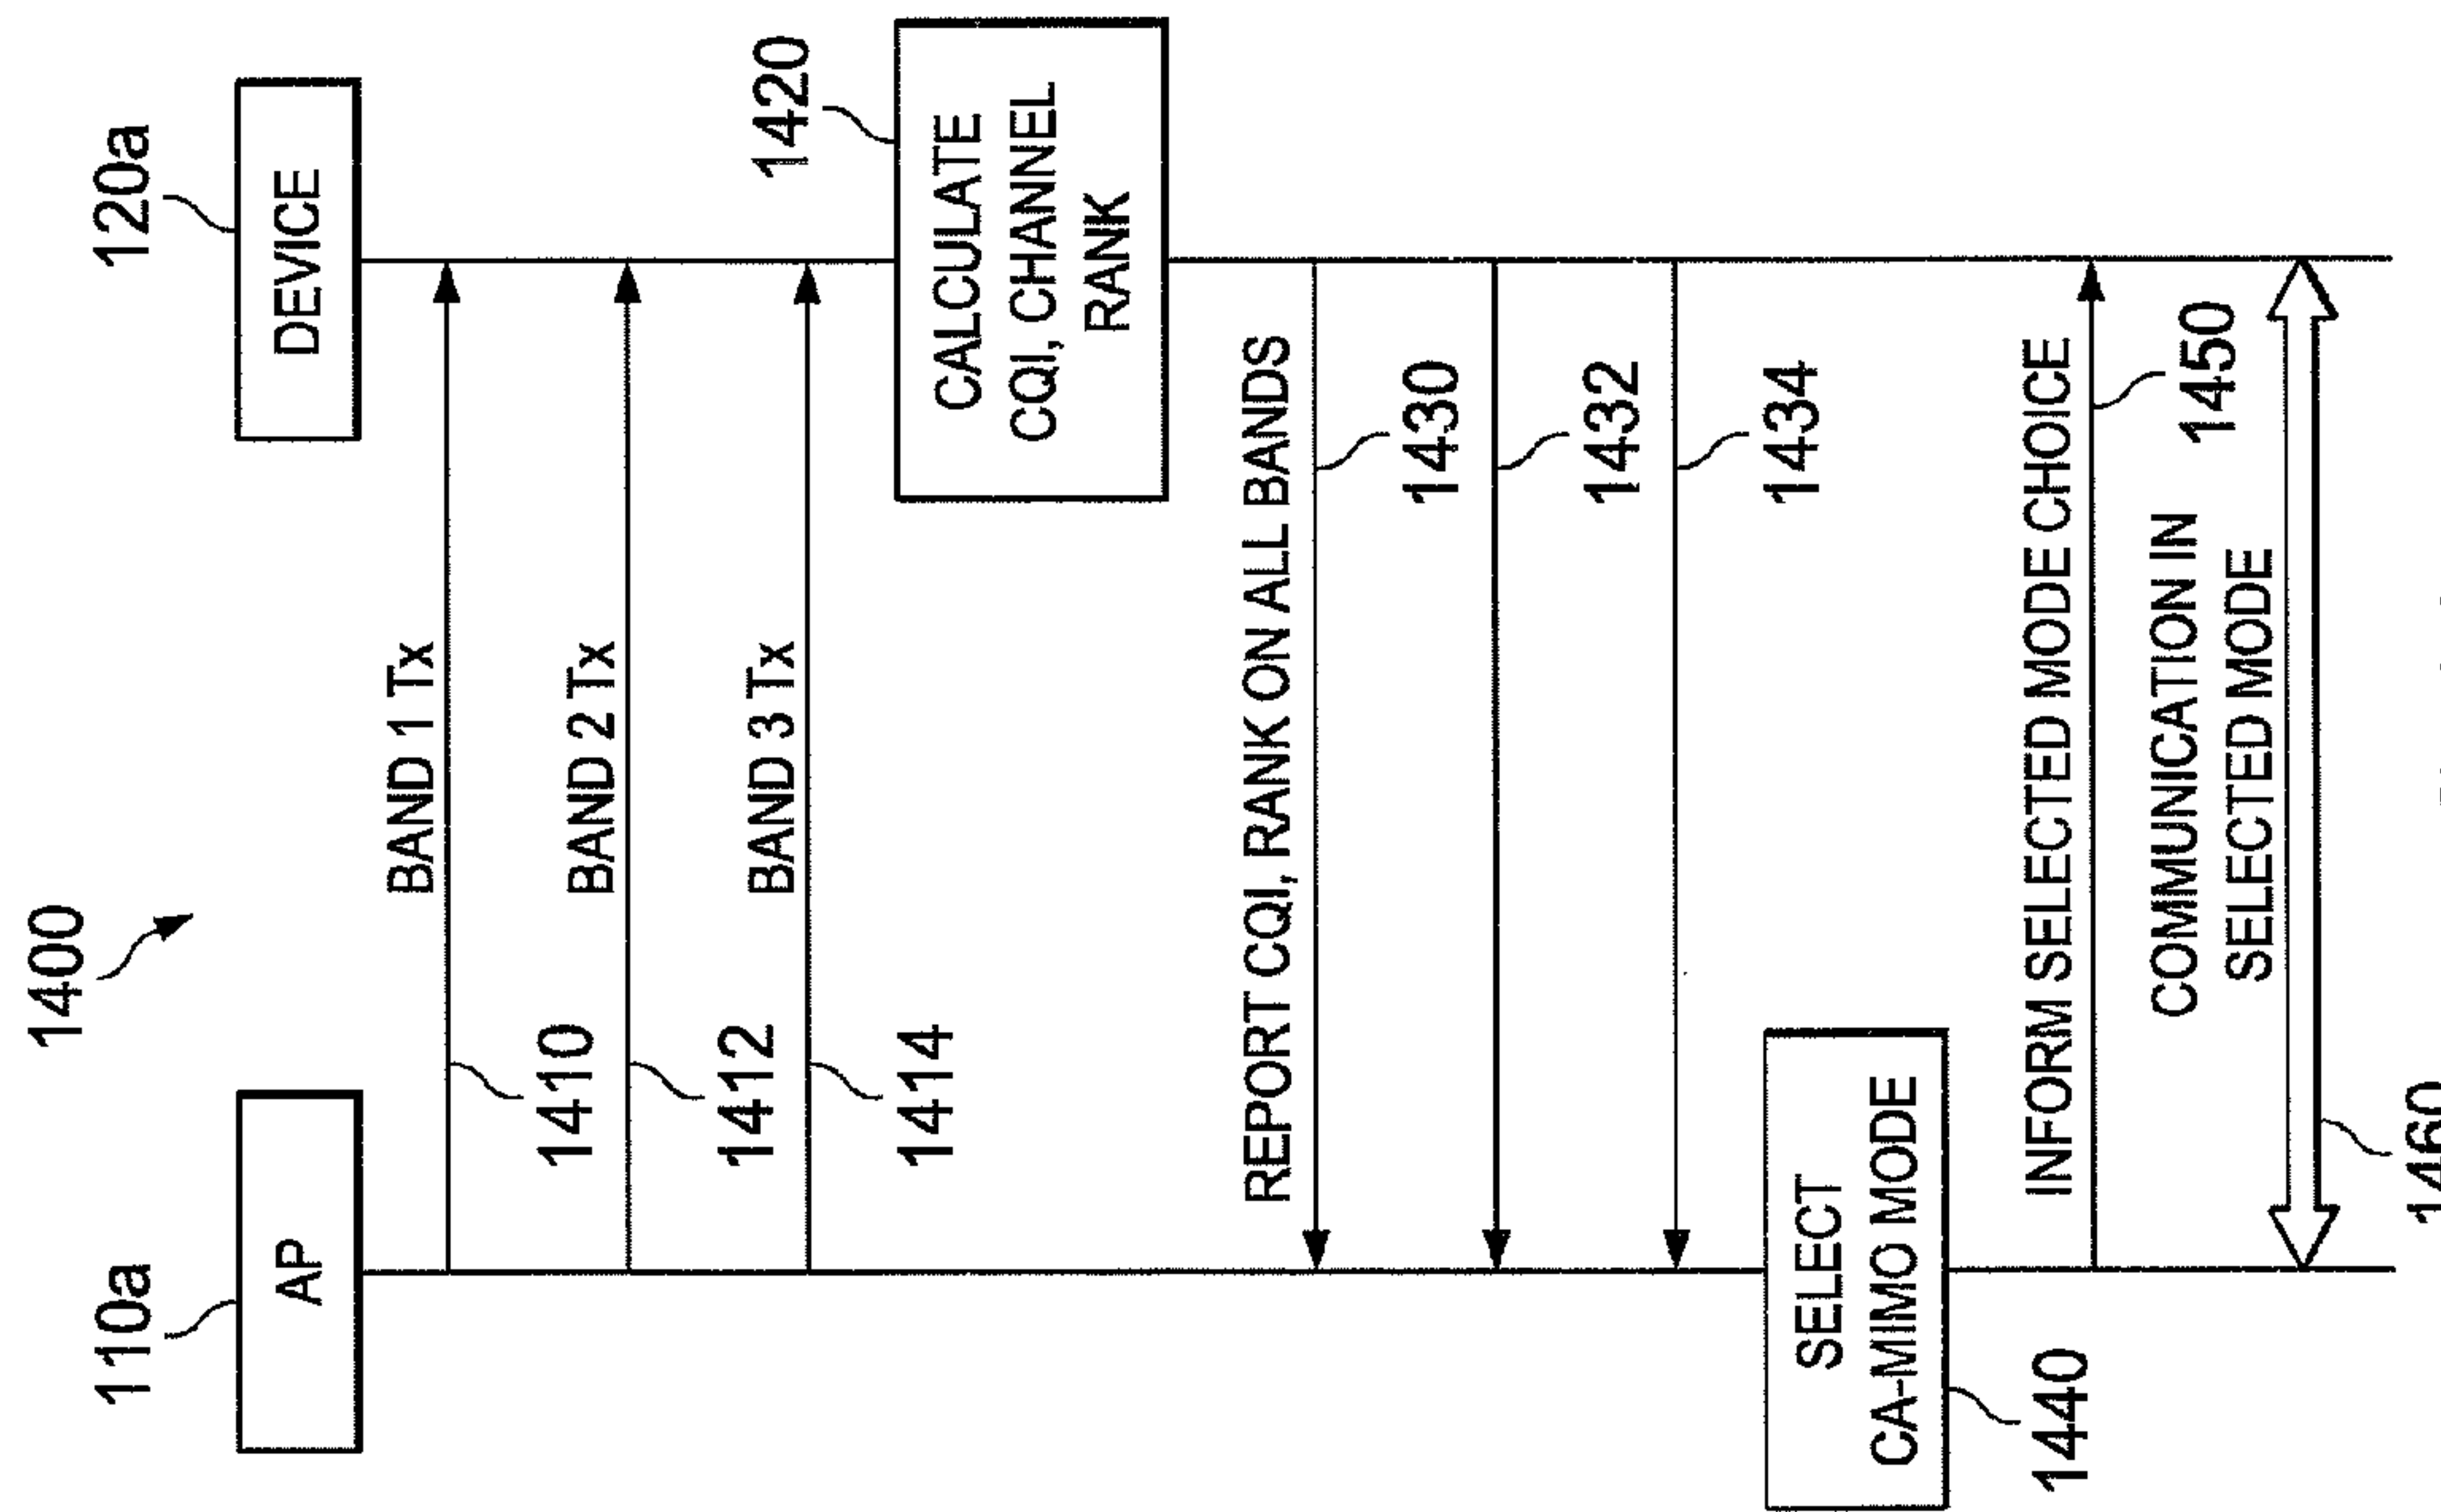 1400
110a
120a
AP
DEVICE
BAND 1 Tx
1410
BAND 2 Tx
1412
BAND 3 Tx
1414
1420
CALCULATE
CQI, CHANNEL
RANK
REPORT CQI, RANK ON ALL BANDS
1430
1432
1434
SELECT
CA-MIMO MODE
1440
INFORM SELECTED MODE CHOICE
1450
COMMUNICATION IN
SELECTED MODE
1460